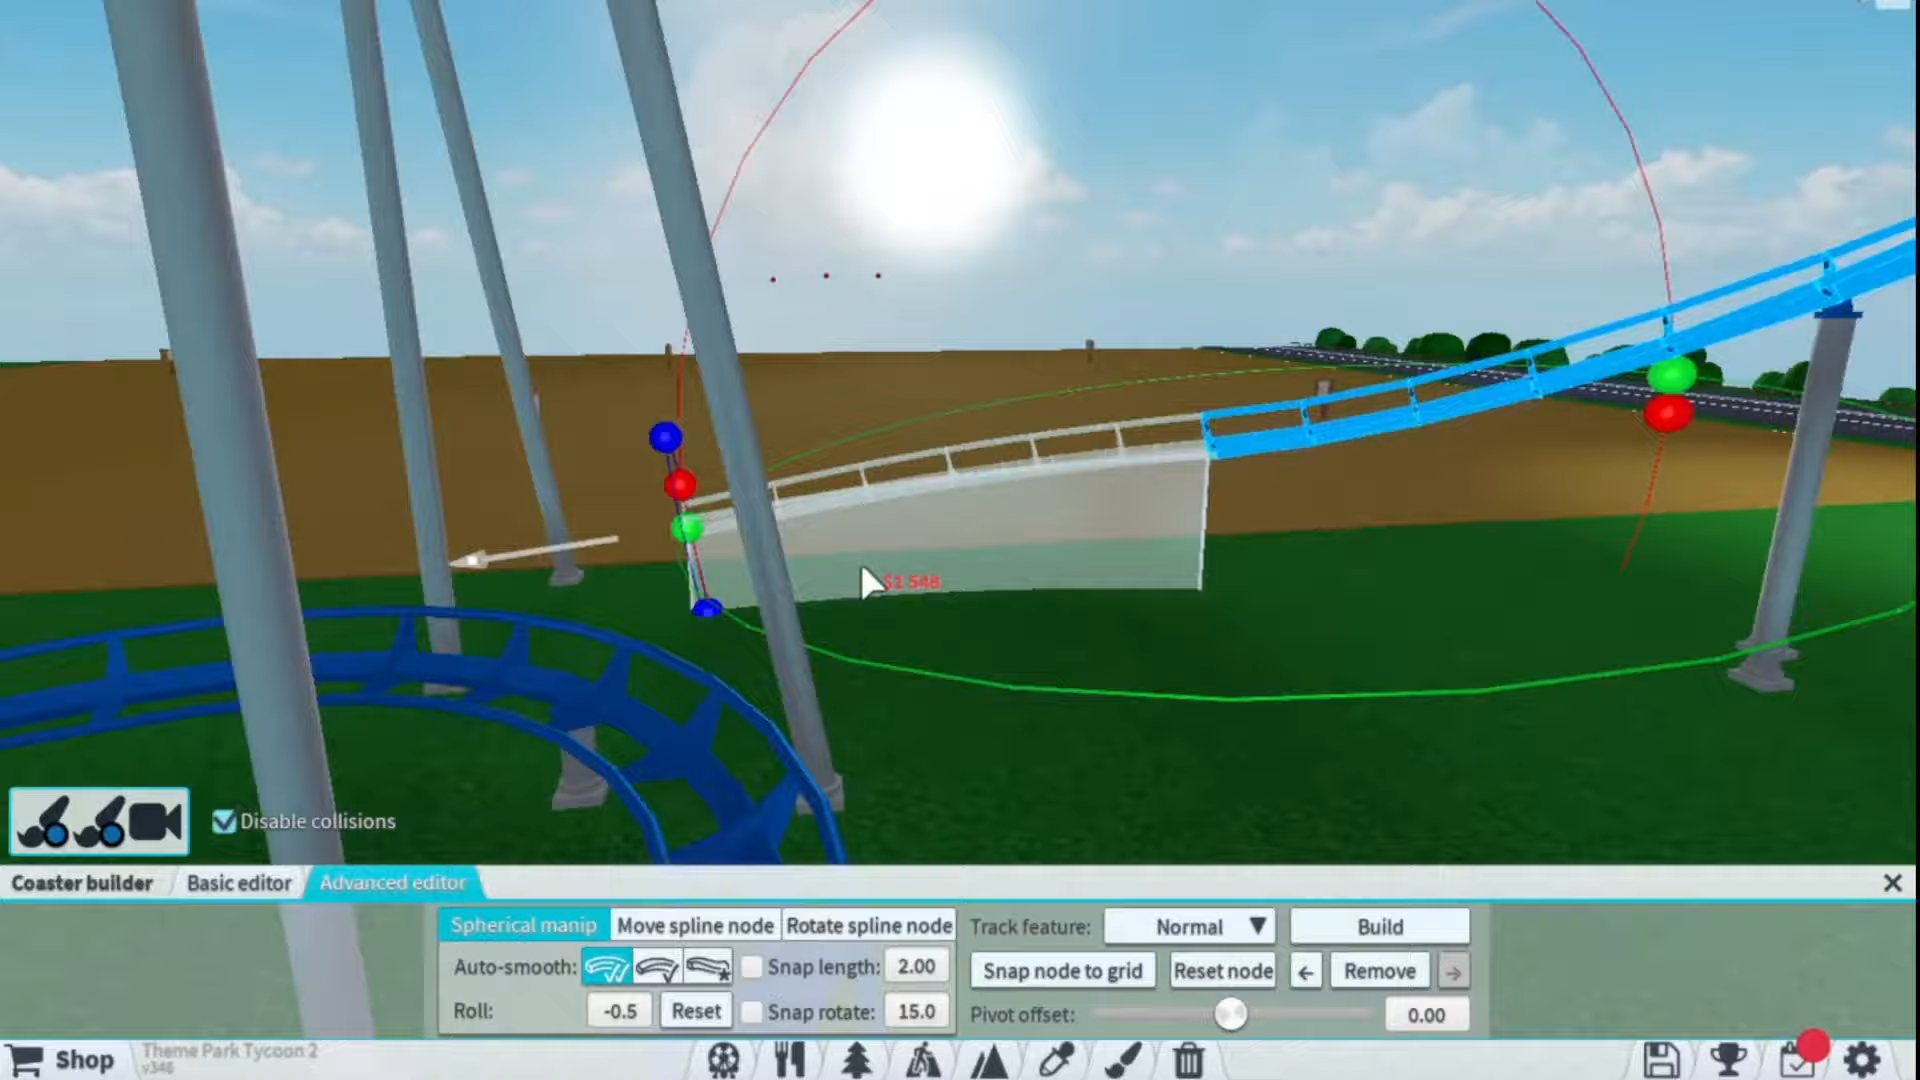 $1 548
Disable collisions
Coaster builder
Basic editor
Advanced editor
Spherical manip
Move spline node
Rotate spline node
Track feature:
Normal
Build
Auto-smooth:
Snap length:
2.00
Snap node to grid
Reset node
Remove
Roll:
-0.5
Reset
Snap rotate:
15.0
Pivot offset:
0.00
Shop
Theme Park Tycoon 2
v348